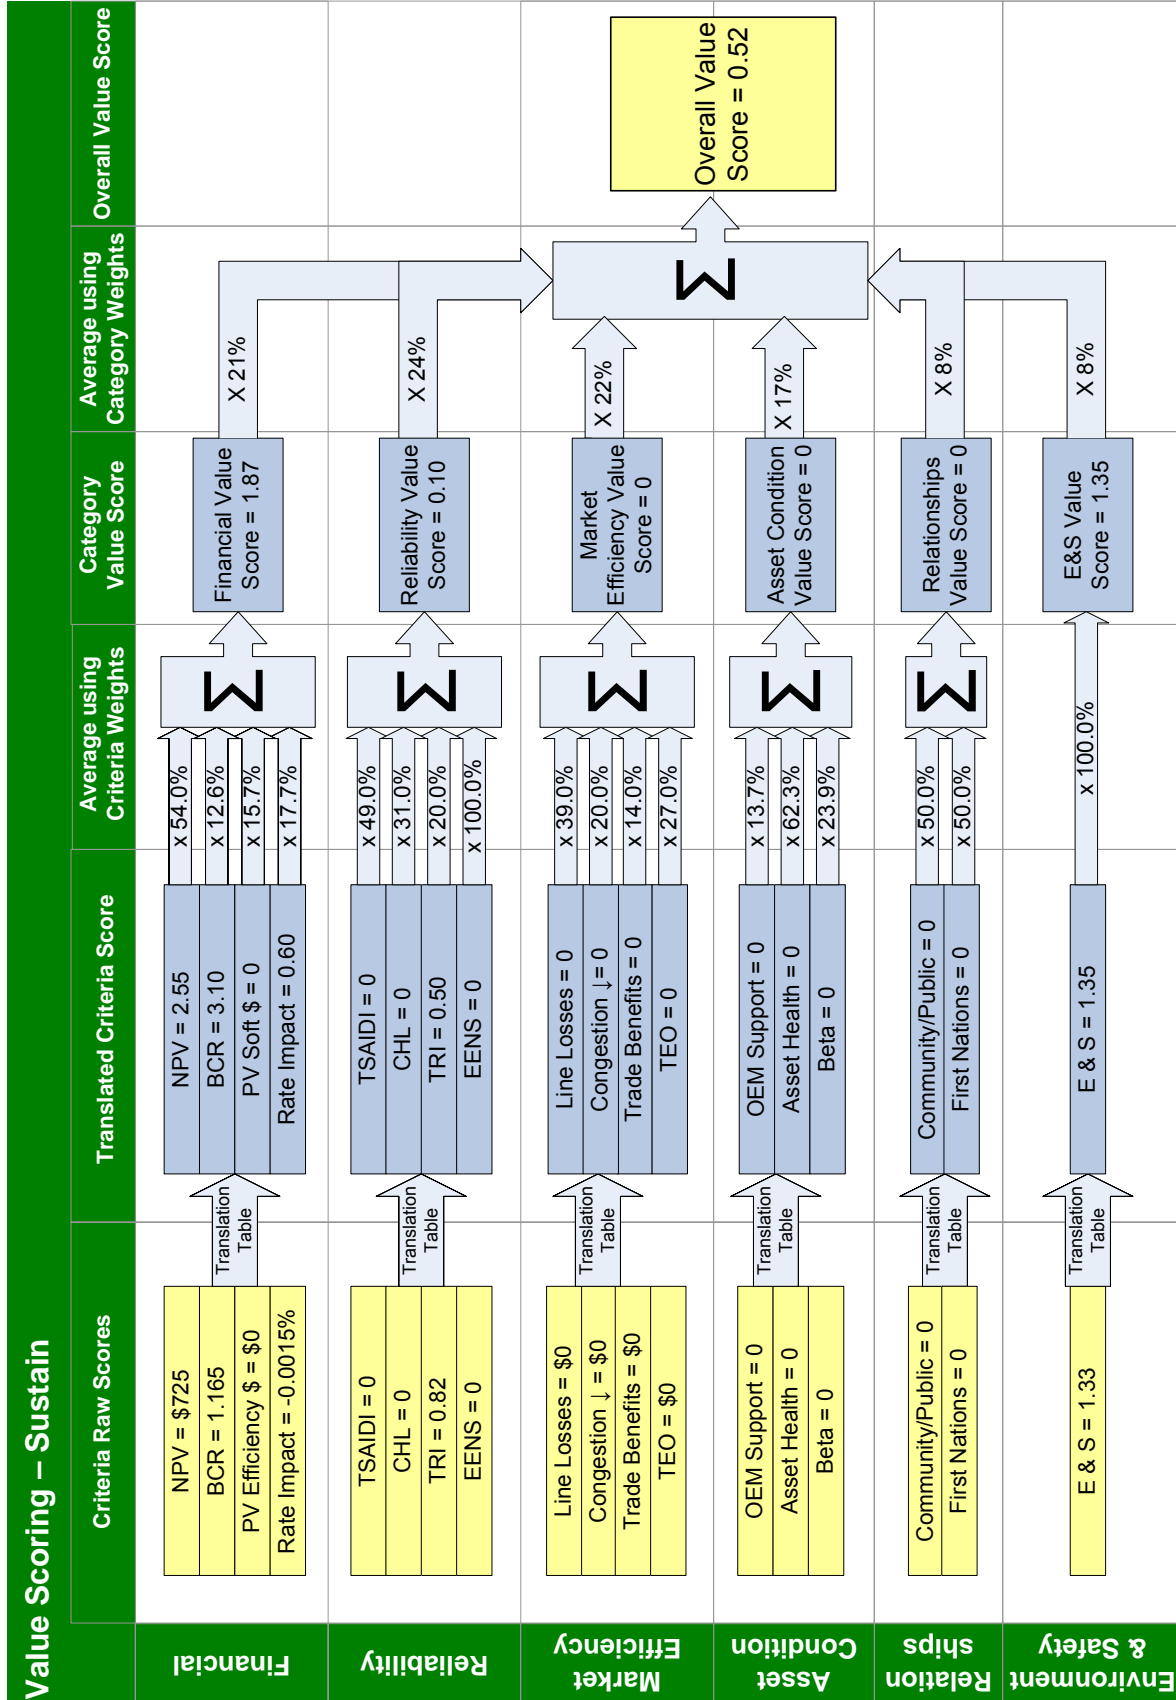 Value Scoring – Sustain
Criteria Raw Scores
Translated Criteria Score
Average using
Criteria Weights
Category
Value Score
Average using
Category Weights
Overall Value Score
Financial
NPV = $725
BCR = 1.165
PV Efficiency $ = $0
Rate Impact = -0.0015%
Translation
Table
NPV = 2.55
BCR = 3.10
PV Soft $ = 0
Rate Impact = 0.60
x 54.0%
x 12.6%
x 15.7%
x 17.7%
Σ
Financial Value
Score = 1.87
X 21%
Reliability
TSAIDI = 0
CHL = 0
TRI = 0.82
EENS = 0
Translation
Table
TSAIDI = 0
CHL = 0
TRI = 0.50
EENS = 0
x 49.0%
x 31.0%
x 20.0%
x 100.0%
Σ
Reliability Value
Score = 0.10
X 24%
Market
Efficiency
Line Losses = $0
Congestion ↓ = $0
Trade Benefits = $0
TEO = $0
Translation
Table
Line Losses = 0
Congestion ↓ = 0
Trade Benefits = 0
TEO = 0
x 39.0%
x 20.0%
x 14.0%
x 27.0%
Σ
Market
Efficiency Value
Score = 0
X 22%
Σ
Overall Value
Score = 0.52
Asset
Condition
OEM Support = 0
Asset Health = 0
Beta = 0
Translation
Table
OEM Support = 0
Asset Health = 0
Beta = 0
x 13.7%
x 62.3%
x 23.9%
Σ
Asset Condition
Value Score = 0
X 17%
Relation
ships
Community/Public = 0
First Nations = 0
Translation
Table
Community/Public = 0
First Nations = 0
x 50.0%
x 50.0%
Σ
Relationships
Value Score = 0
X 8%
Environment
& Safety
E & S = 1.33
Translation
Table
E & S = 1.35
x 100.0%
E&S Value
Score = 1.35
X 8%